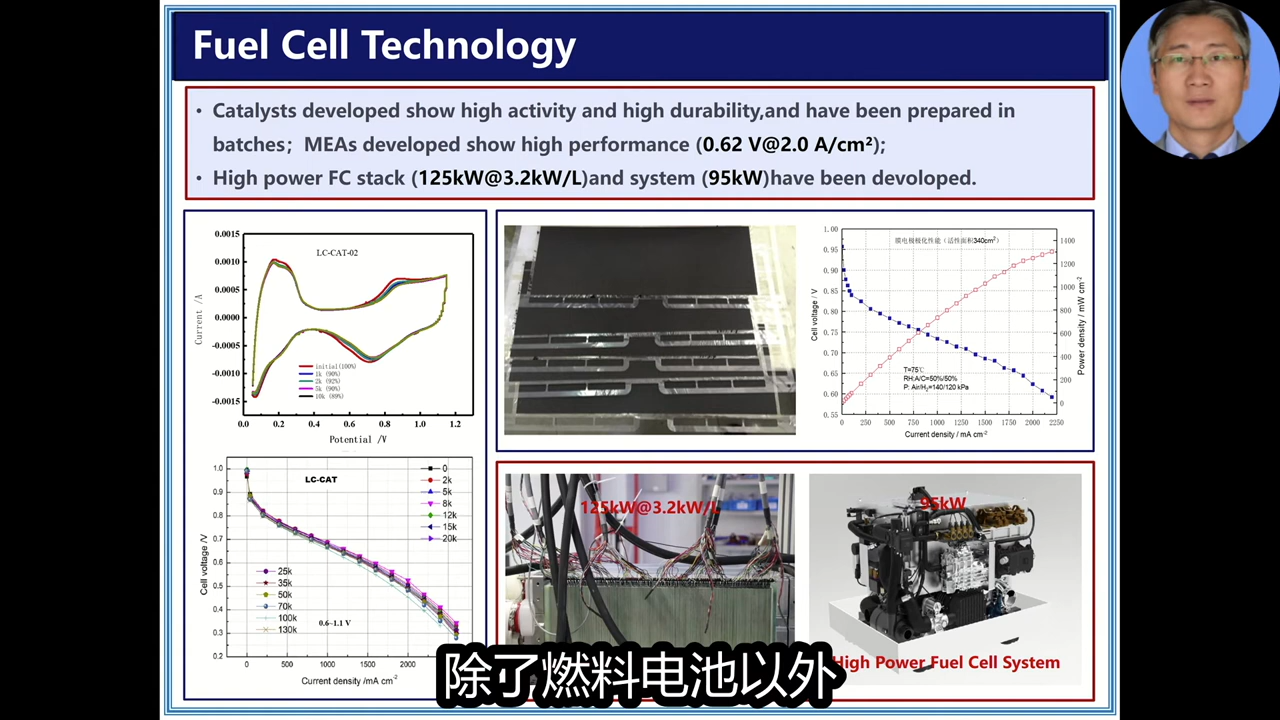 Fuel Cell Technology
• Catalysts developed show high activity and high durability,and have been prepared in
batches；MEAs developed show high performance (0.62 V@2.0 A/cm²);
• High power FC stack (125kW@3.2kW/L)and system (95kW)have been devoloped.
0.0015
0.0010
0.0005
0.0000
-0.0005
-0.0010
-0.0015
Current /A
LC-CAT-02
initial(100%)
1k (90%)
2k (92%)
5k (90%)
10k (89%)
0.0 0.2 0.4 0.6 0.8 1.0 1.2
Potential /V
1.0
0.9
0.8
0.7
0.6
0.5
0.4
0.3
0.2
Cell voltage /V
LC-CAT
0
2k
5k
8k
12k
15k
20k
25k
35k
50k
70k
100k
130k
0.6~1.1 V
0 500 1000 1500 2000
Current density /mA cm⁻²
1.00
0.95
0.90
0.85
0.80
0.75
0.70
0.65
0.60
0.55
Cell voltage / V
膜电极极化性能（活性面积340cm²）
T=75℃
RH:A/C=50%/50%
P: Air/H₂=140/120 kPa
1400
1200
1000
800
600
400
200
0
Power density / mW cm⁻²
0 250 500 750 1000 1250 1500 1750 2000 2250
Current density / mA cm⁻²
125kW@3.2kW/L
95kW
High Power Fuel Cell System
除了燃料电池以外